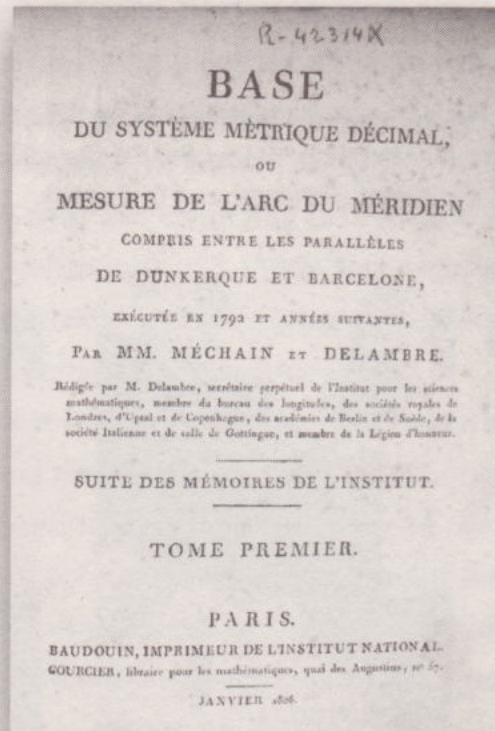 R-42314X
BASE
DU SYSTÈME MÈTRIQUE DÉCIMAL,
OU
MESURE DE L'ARC DU MÉRIDIEN
COMPRIS ENTRE LES PARALLÈLES
DE DUNKERQUE ET BARCELONE,
EXÉCUTÉE EN 1792 ET ANNÉES SUIVANTES,
PAR MM. MÉCHAIN ET DELAMBRE.
Rédigée par M. Delambre, secrétaire perpétuel de l'Institut pour les sciences
mathématiques, membre du bureau des longitudes, des sociétés royales de
Londres, d'Upsal et de Copenhague, des académies de Berlin et de Suède, de la
société Italienne et de celle de Gottingue, et membre de la Légion d'honneur.
SUITE DES MÉMOIRES DE L'INSTITUT.
TOME PREMIER.
PARIS.
BAUDOUIN, IMPRIMEUR DE L'INSTITUT NATIONAL.
GOURCIER, libraire pour les mathématiques, quai des Augustins, n° 57.
JANVIER 1806.